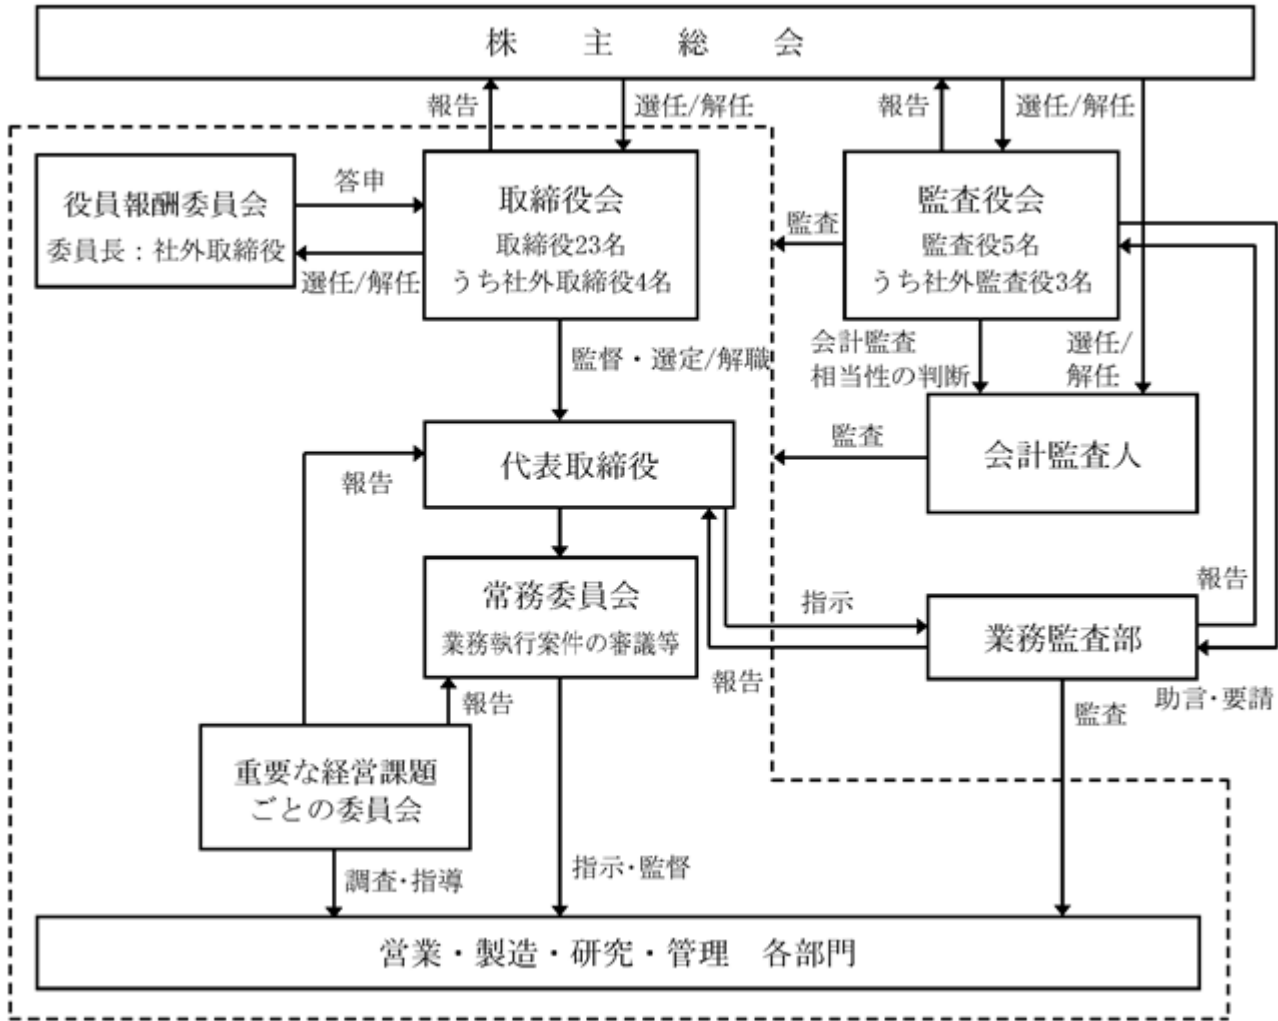 株主総会
報告
選任/解任
報告
選任/解任
役員報酬委員会
委員長：社外取締役
答申
選任/解任
取締役会
取締役23名
うち社外取締役4名
監査
監査役会
監査役5名
うち社外監査役3名
監督・選定/解職
会計監査
相当性の判断
選任/
解任
代表取締役
報告
監査
会計監査人
常務委員会
業務執行案件の審議等
指示
報告
業務監査部
報告
助言・要請
監査
報告
重要な経営課題
ごとの委員会
調査・指導
指示・監督
営業・製造・研究・管理　各部門